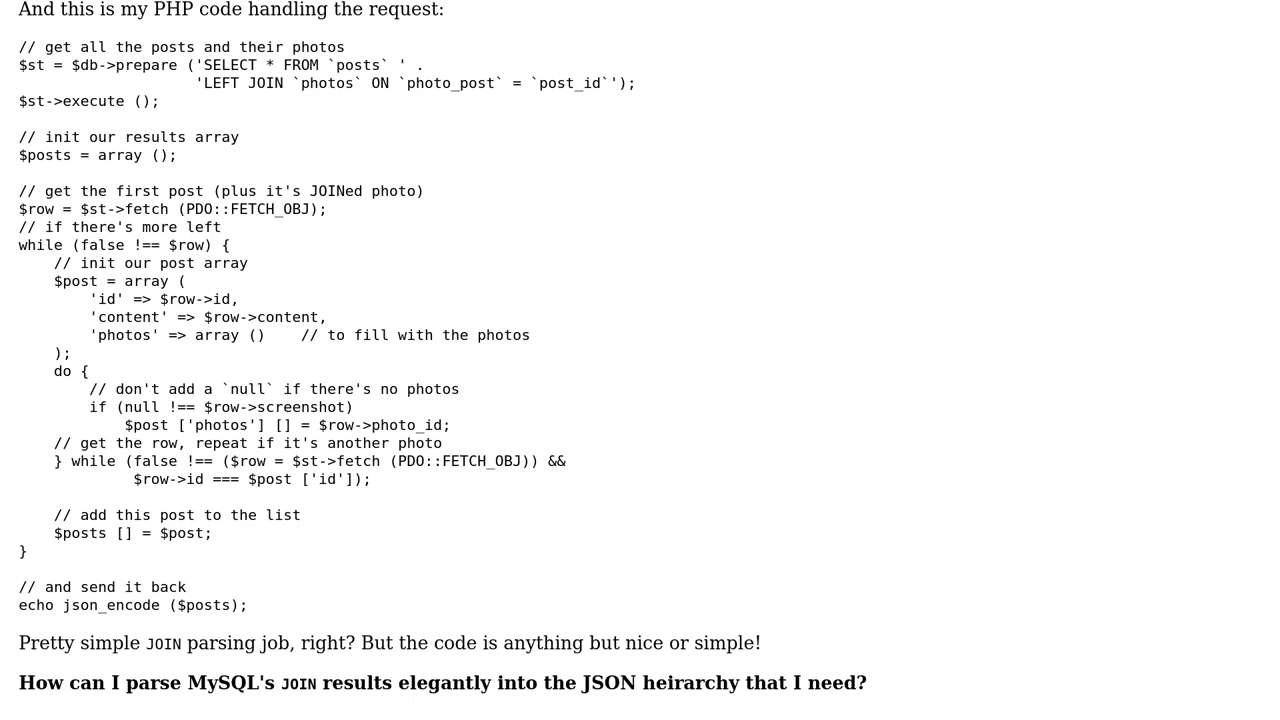 And this is my PHP code handling the request:
// get all the posts and their photos
$st = $db->prepare ('SELECT * FROM `posts` ' .
                    'LEFT JOIN `photos` ON `photo_post` = `post_id`');
$st->execute ();
// init our results array
$posts = array ();
// get the first post (plus it's JOINed photo)
$row = $st->fetch (PDO::FETCH_OBJ);
// if there's more left
while (false !== $row) {
    // init our post array
    $post = array (
        'id' => $row->id,
        'content' => $row->content,
        'photos' => array ()    // to fill with the photos
    );
    do {
        // don't add a `null` if there's no photos
        if (null !== $row->screenshot)
            $post ['photos'] [] = $row->photo_id;
    // get the row, repeat if it's another photo
    } while (false !== ($row = $st->fetch (PDO::FETCH_OBJ)) &&
             $row->id === $post ['id']);
    // add this post to the list
    $posts [] = $post;
}
// and send it back
echo json_encode ($posts);
Pretty simple JOIN parsing job, right? But the code is anything but nice or simple!
How can I parse MySQL's JOIN results elegantly into the JSON heirarchy that I need?